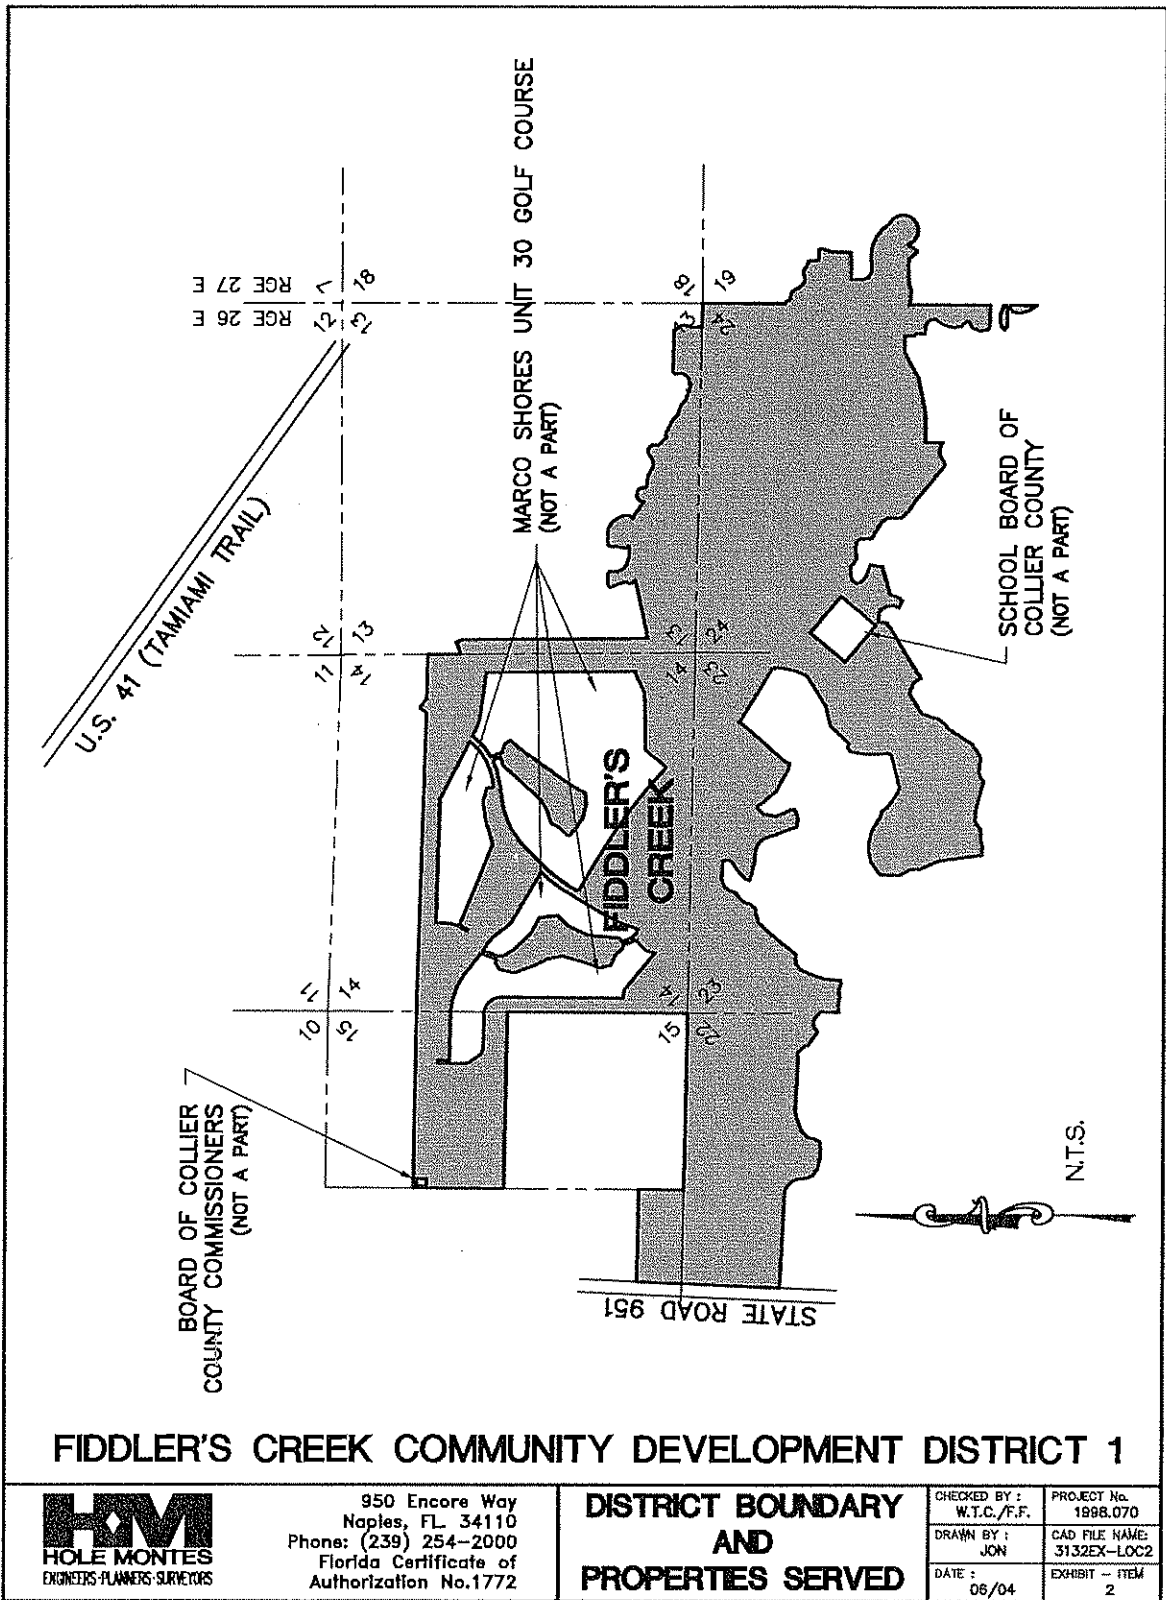 MARCO SHORES UNIT 30 GOLF COURSE
(NOT A PART)
RGE 27 E
RGE 26 E
7
18
12
13
U.S. 41 (TAMIAMI TRAIL)
18
19
13
24
12
13
11
14
13
24
14
23
SCHOOL BOARD OF
COLLIER COUNTY
(NOT A PART)
FIDDLER'S
CREEK
11
14
10
15
14
23
15
22
BOARD OF COLLIER
COUNTY COMMISSIONERS
(NOT A PART)
STATE ROAD 951
N.T.S.
FIDDLER'S CREEK COMMUNITY DEVELOPMENT DISTRICT 1
HM
HOLE MONTES
ENGINEERS·PLANNERS·SURVEYORS
950 Encore Way
Naples, FL. 34110
Phone: (239) 254-2000
Florida Certificate of
Authorization No.1772
DISTRICT BOUNDARY
AND
PROPERTIES SERVED
CHECKED BY :
W.T.C./F.F.
PROJECT No.
1998.070
DRAWN BY :
JON
CAD FILE NAME:
3132EX-LOC2
DATE :
06/04
EXHIBIT - ITEM
2